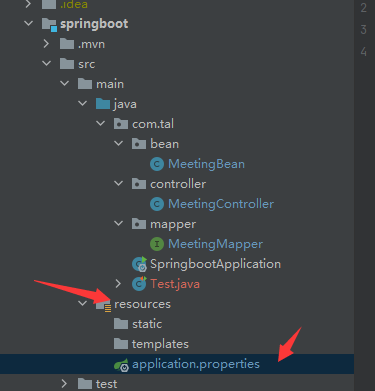 .idea
2
springboot
3
.mvn
4
src
main
java
com.tal
bean
MeetingBean
controller
MeetingController
mapper
MeetingMapper
SpringbootApplication
Test.java
resources
static
templates
application.properties
test